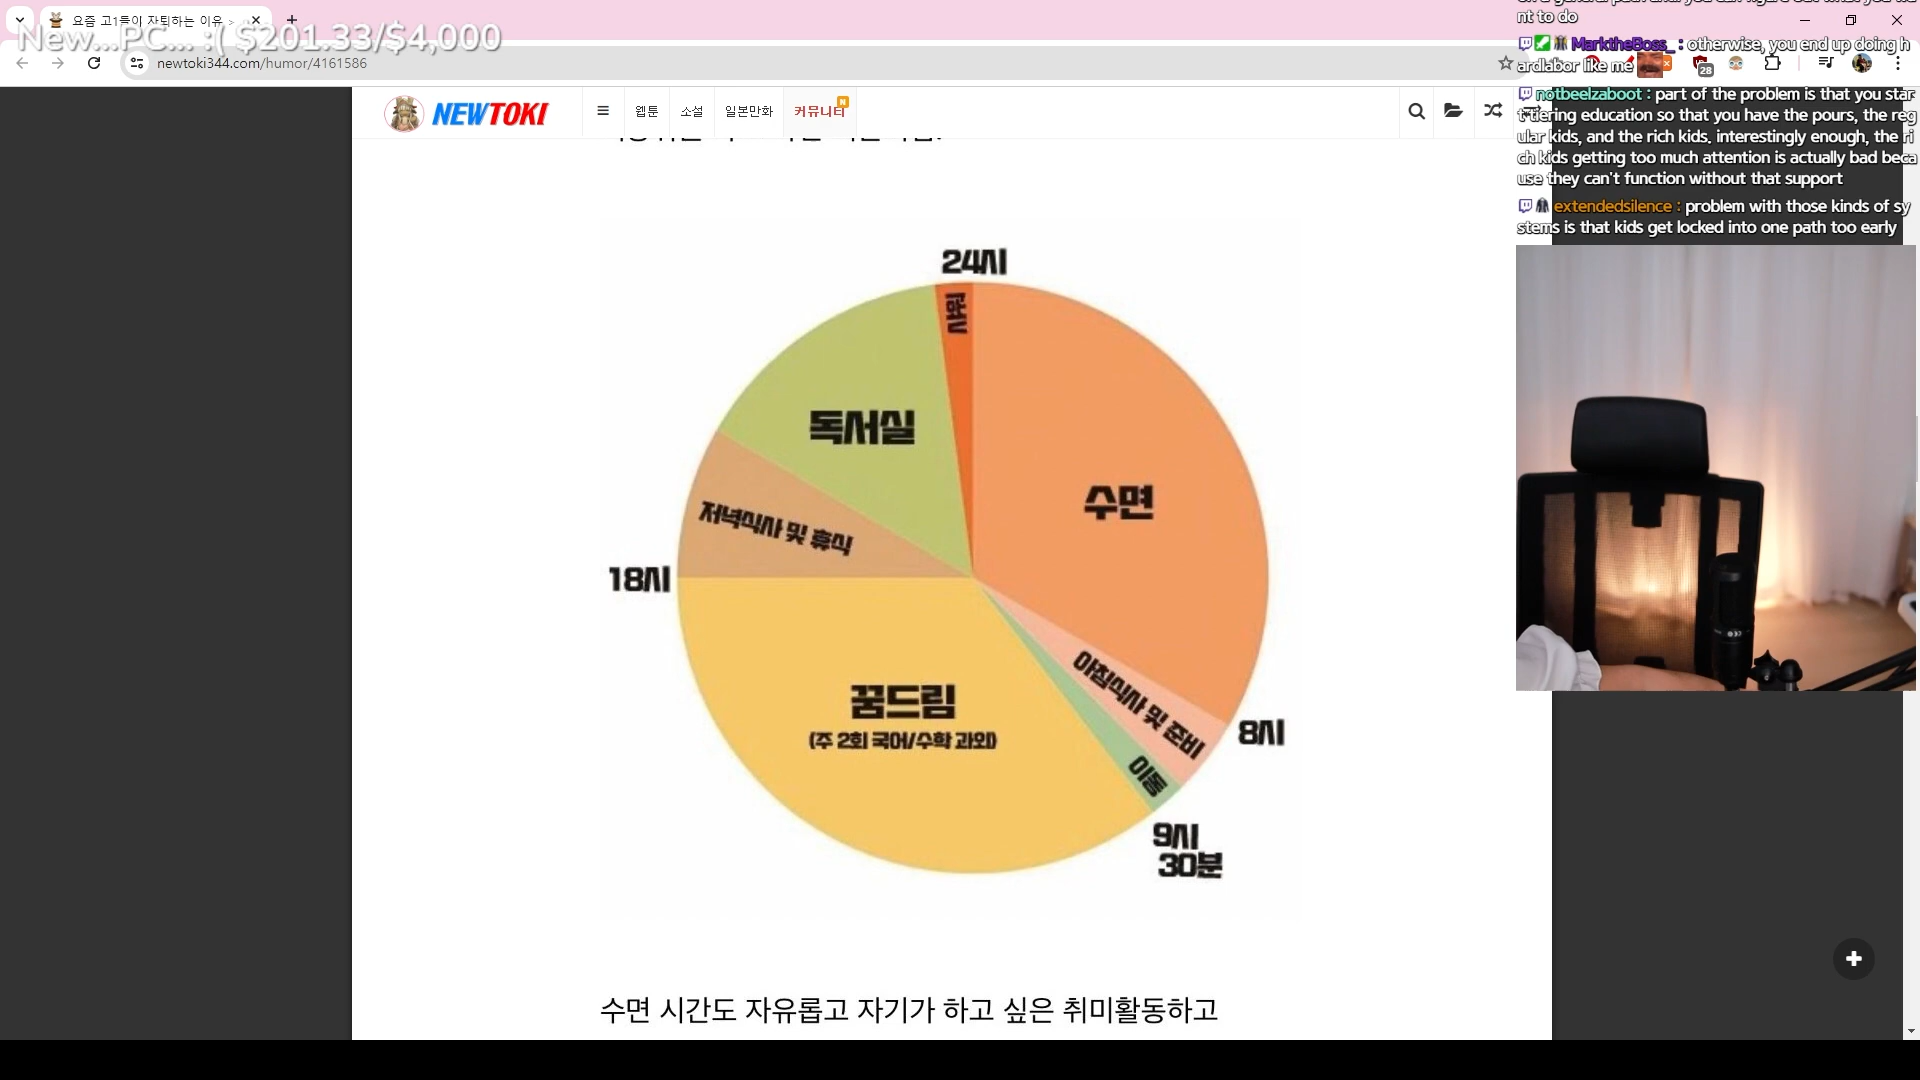 요즘 고1들이 자퇴하는 이유 >
New...PC... :( $201.33/$4,000
newtoki344.com/humor/4161586
28
NEWTOKI
웹툰
소설
일본만화
커뮤니티
N
24시
수면
8시
아침식사 및 준비
이동
9시
30분
꿈드림
(주 2회 국어/수학 과외)
18시
저녁식사 및 휴식
독서실
수면 시간도 자유롭고 자기가 하고 싶은 취미활동하고
nt to do
MarktheBoss_ : otherwise, you end up doing h
ardlabor like me
notbeelzaboot : part of the problem is that you star
t tiering education so that you have the pours, the reg
ular kids, and the rich kids. interestingly enough, the ri
ch kids getting too much attention is actually bad beca
use they can't function without that support
extendedsilence : problem with those kinds of sy
stems is that kids get locked into one path too early